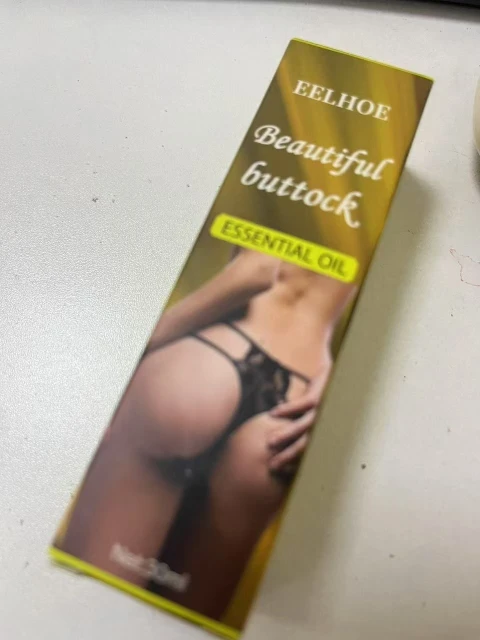 EELHOE
Beautiful
buttock
ESSENTIAL OIL
Net:30ml